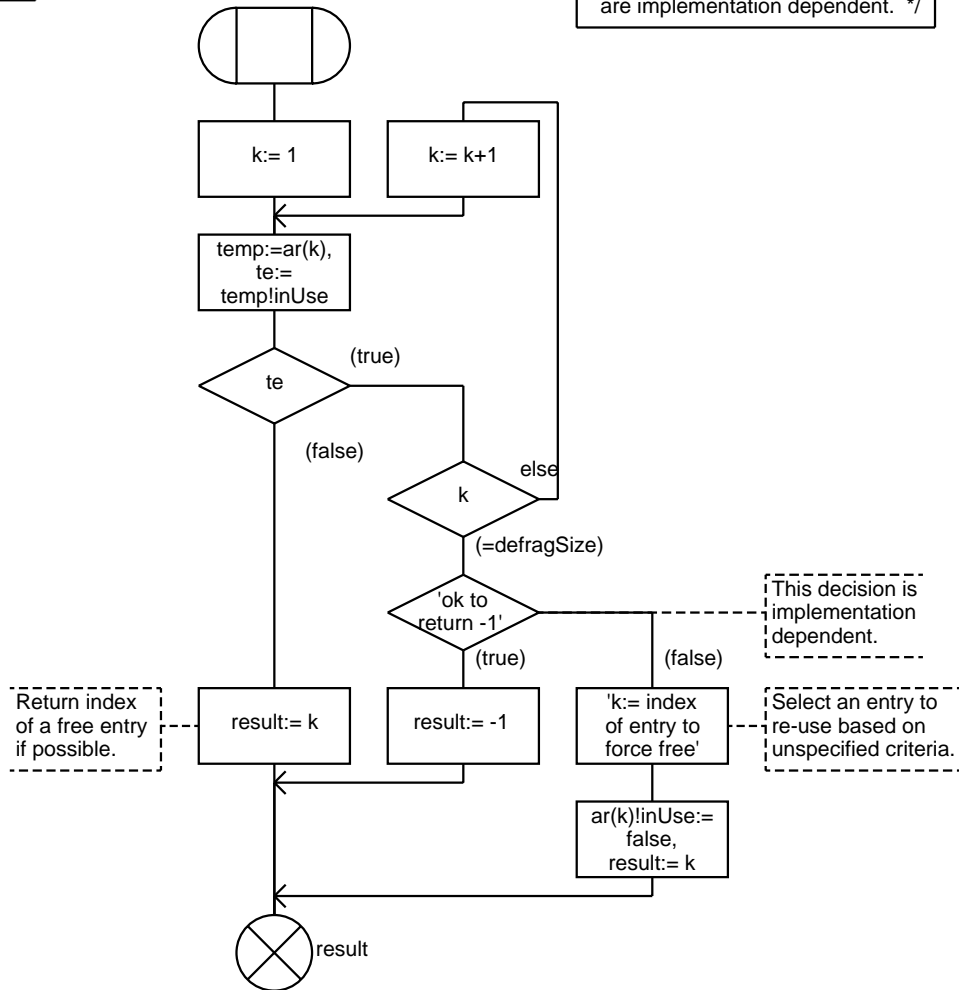 are implementation dependent. */
k:= 1
k:= k+1
temp:=ar(k),
te:=
temp!inUse
te
(true)
(false)
k
else
(=defragSize)
'ok to
return -1'
This decision is
implementation
dependent.
(true)
(false)
Return index
of a free entry
if possible.
result:= k
result:= -1
'k:= index
of entry to
force free'
Select an entry to
re-use based on
unspecified criteria.
ar(k)!inUse:=
false,
result:= k
result